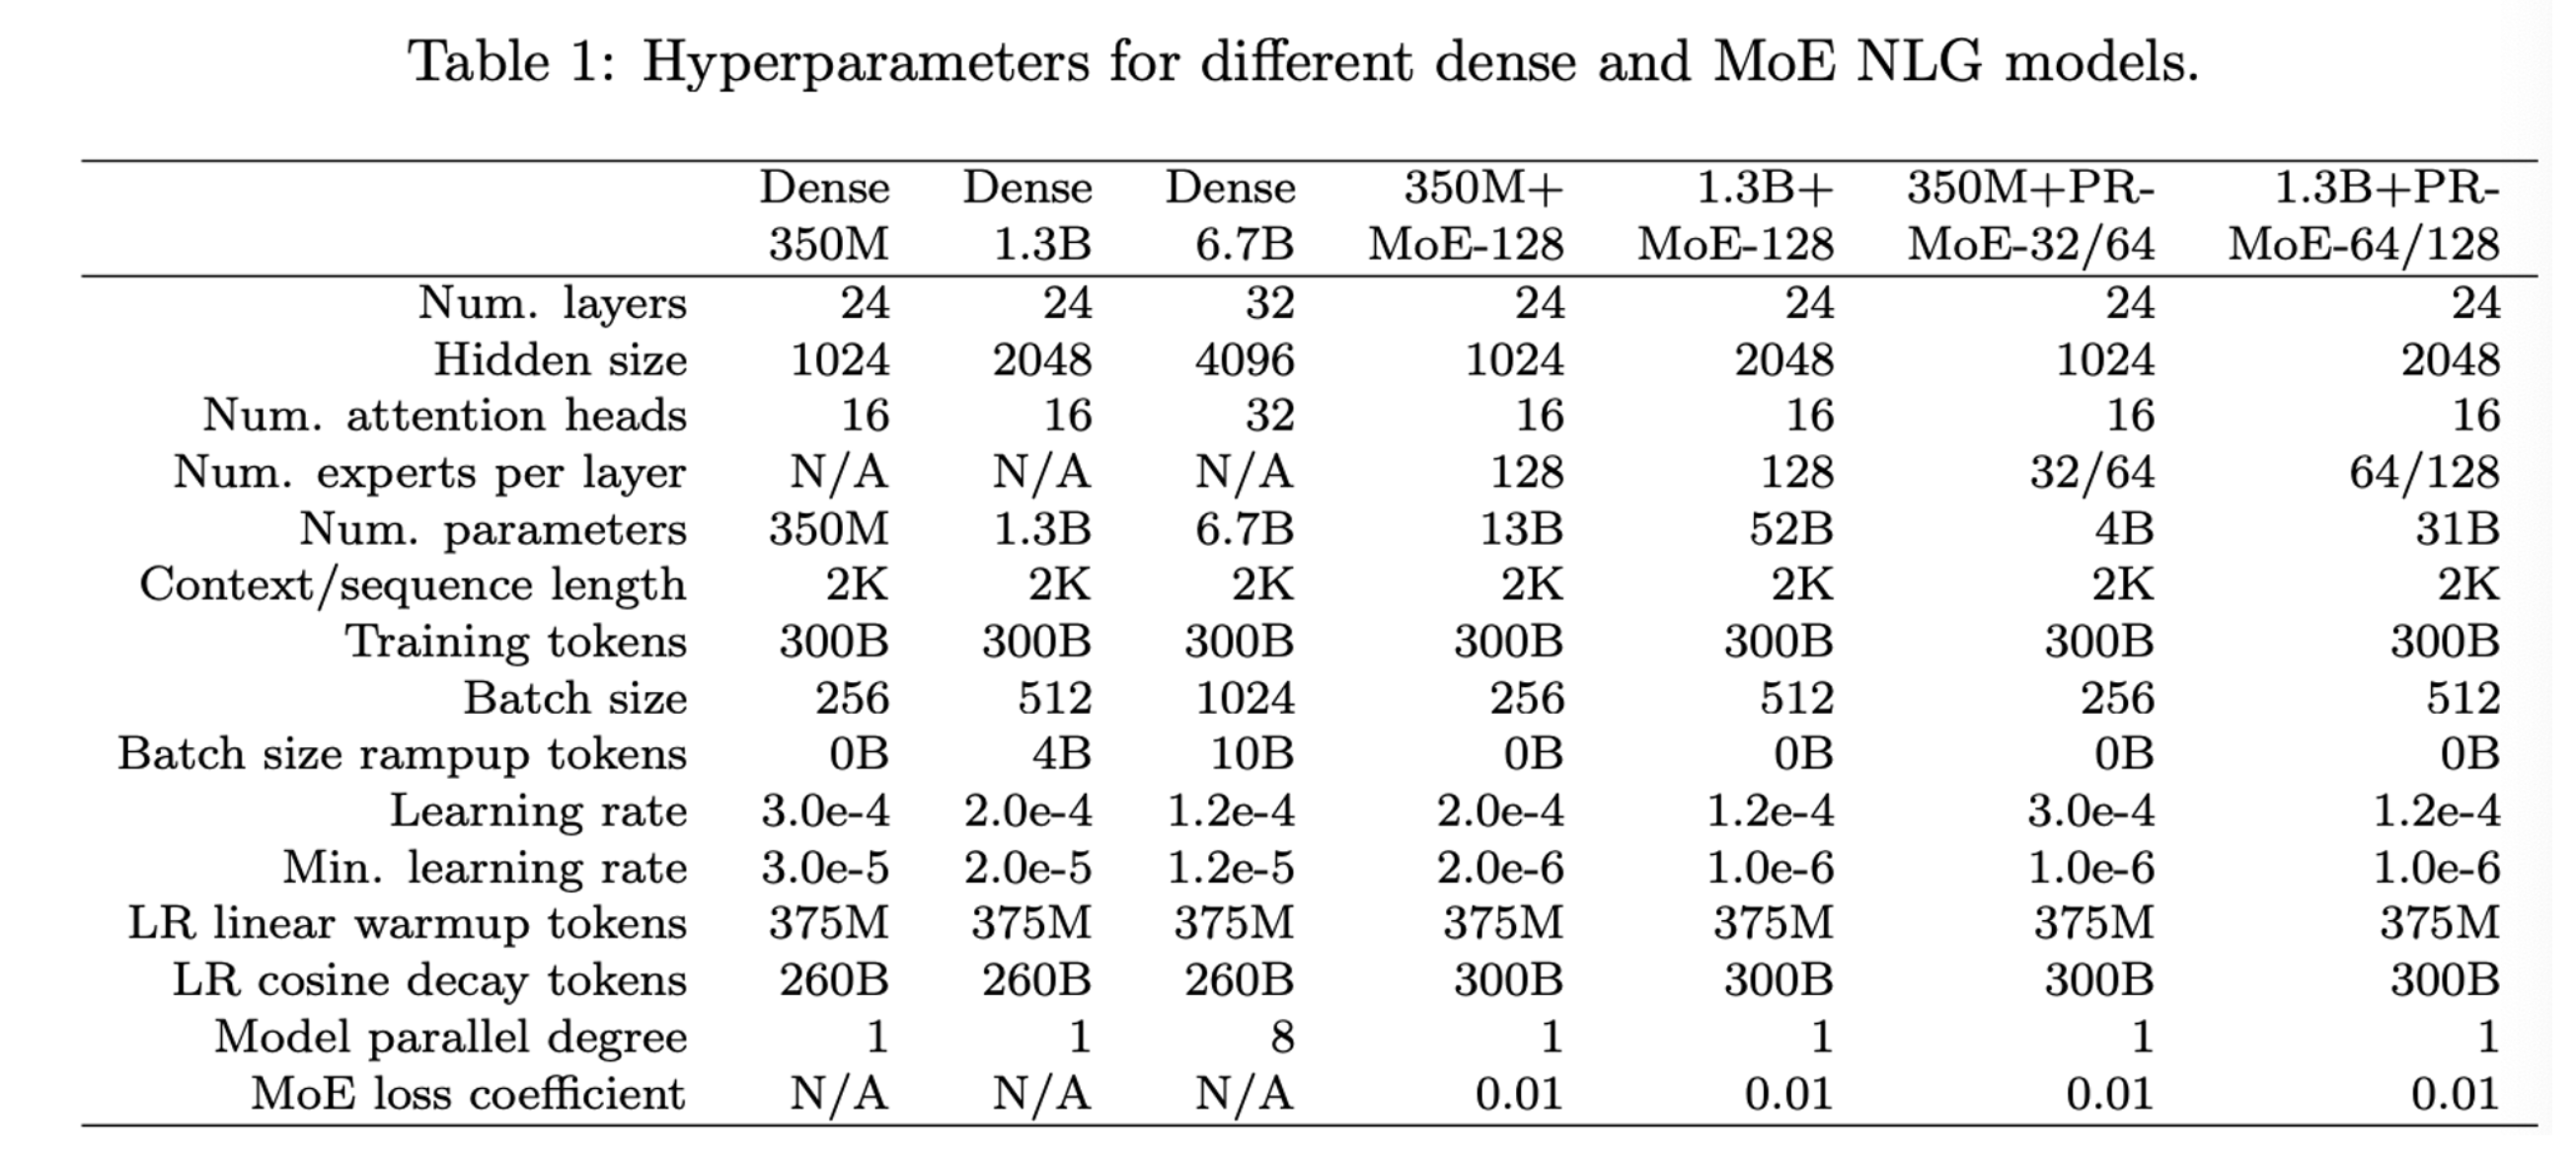 Table 1: Hyperparameters for different dense and MoE NLG models.
Dense Dense Dense 350M+ 1.3B+ 350M+PR- 1.3B+PR-
350M 1.3B 6.7B MoE-128 MoE-128 MoE-32/64 MoE-64/128
Num. layers 24 24 32 24 24 24 24
Hidden size 1024 2048 4096 1024 2048 1024 2048
Num. attention heads 16 16 32 16 16 16 16
Num. experts per layer N/A N/A N/A 128 128 32/64 64/128
Num. parameters 350M 1.3B 6.7B 13B 52B 4B 31B
Context/sequence length 2K 2K 2K 2K 2K 2K 2K
Training tokens 300B 300B 300B 300B 300B 300B 300B
Batch size 256 512 1024 256 512 256 512
Batch size rampup tokens 0B 4B 10B 0B 0B 0B 0B
Learning rate 3.0e-4 2.0e-4 1.2e-4 2.0e-4 1.2e-4 3.0e-4 1.2e-4
Min. learning rate 3.0e-5 2.0e-5 1.2e-5 2.0e-6 1.0e-6 1.0e-6 1.0e-6
LR linear warmup tokens 375M 375M 375M 375M 375M 375M 375M
LR cosine decay tokens 260B 260B 260B 300B 300B 300B 300B
Model parallel degree 1 1 8 1 1 1 1
MoE loss coefficient N/A N/A N/A 0.01 0.01 0.01 0.01